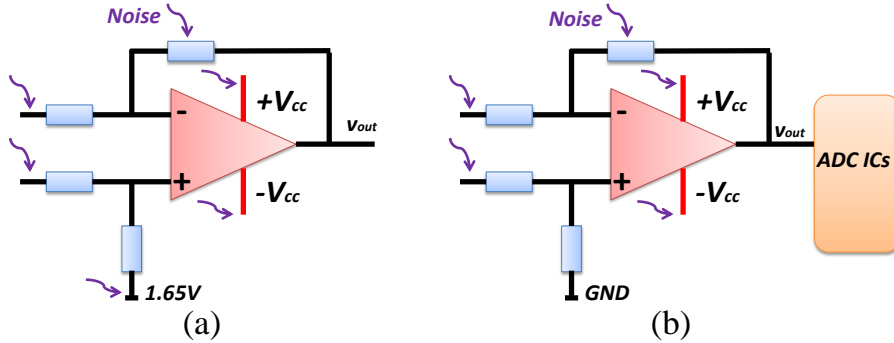 Noise
+Vcc
-
vout
+
-Vcc
1.65V
(a)
Noise
+Vcc
-
vout
ADC ICs
+
-Vcc
GND
(b)